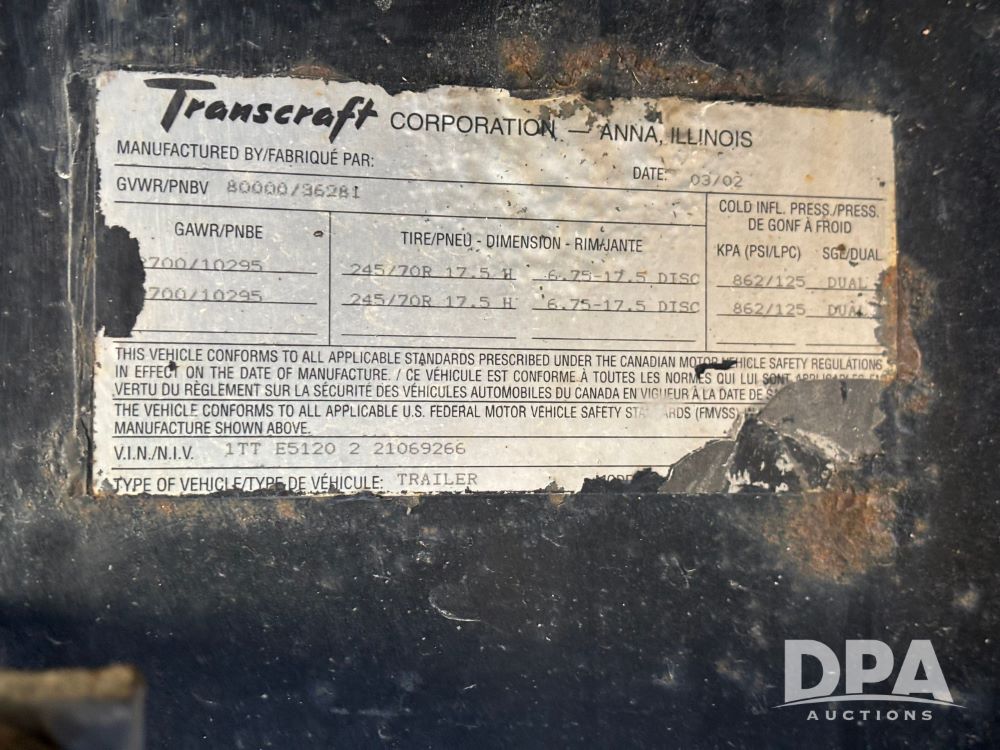 Transcraft CORPORATION — ANNA, ILLINOIS
MANUFACTURED BY/FABRIQUÉ PAR:
DATE: 03/02
GVWR/PNBV 80000/36281
COLD INFL. PRESS./PRESS.
DE GONF À FROID
GAWR/PNBE TIRE/PNEU - DIMENSION - RIM/JANTE KPA (PSI/LPC) SGL/DUAL
700/10295 245/70R 17.5 H 6.75-17.5 DISC 862/125 DUAL
700/10295 245/70R 17.5 H 6.75-17.5 DISC 862/125 DUAL
THIS VEHICLE CONFORMS TO ALL APPLICABLE STANDARDS PRESCRIBED UNDER THE CANADIAN MOTOR VEHICLE SAFETY REGULATIONS
IN EFFECT ON THE DATE OF MANUFACTURE. / CE VÉHICULE EST CONFORME À TOUTES LES NORMES QUI LUI SONT APPLICABLES EN
VERTU DU RÈGLEMENT SUR LA SÉCURITÉ DES VÉHICULES AUTOMOBILES DU CANADA EN VIGUEUR À LA DATE DE
THE VEHICLE CONFORMS TO ALL APPLICABLE U.S. FEDERAL MOTOR VEHICLE SAFETY STANDARDS (FMVSS)
MANUFACTURE SHOWN ABOVE.
V.I.N./N.I.V. 1TT E5120 2 21069266
TYPE OF VEHICLE/TYPE DE VÉHICULE: TRAILER
DPA
AUCTIONS